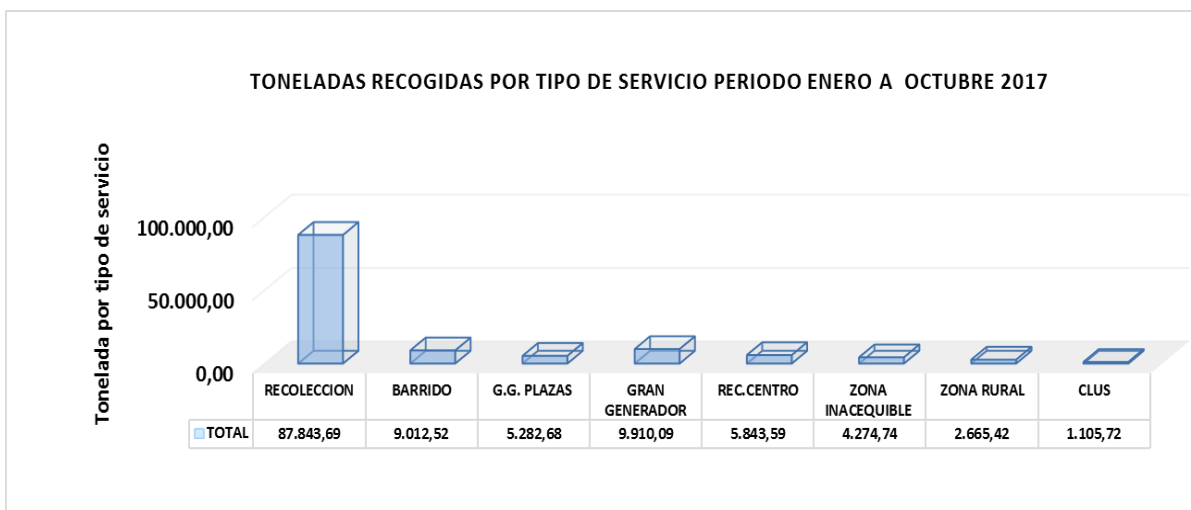 TONELADAS RECOGIDAS POR TIPO DE SERVICIO PERIODO ENERO A OCTUBRE 2017
Tonelada por tipo de servicio
100.000,00
50.000,00
0,00
RECOLECCION BARRIDO G.G. PLAZAS GRAN GENERADOR REC.CENTRO ZONA INACEQUIBLE ZONA RURAL CLUS
TOTAL 87.843,69 9.012,52 5.282,68 9.910,09 5.843,59 4.274,74 2.665,42 1.105,72